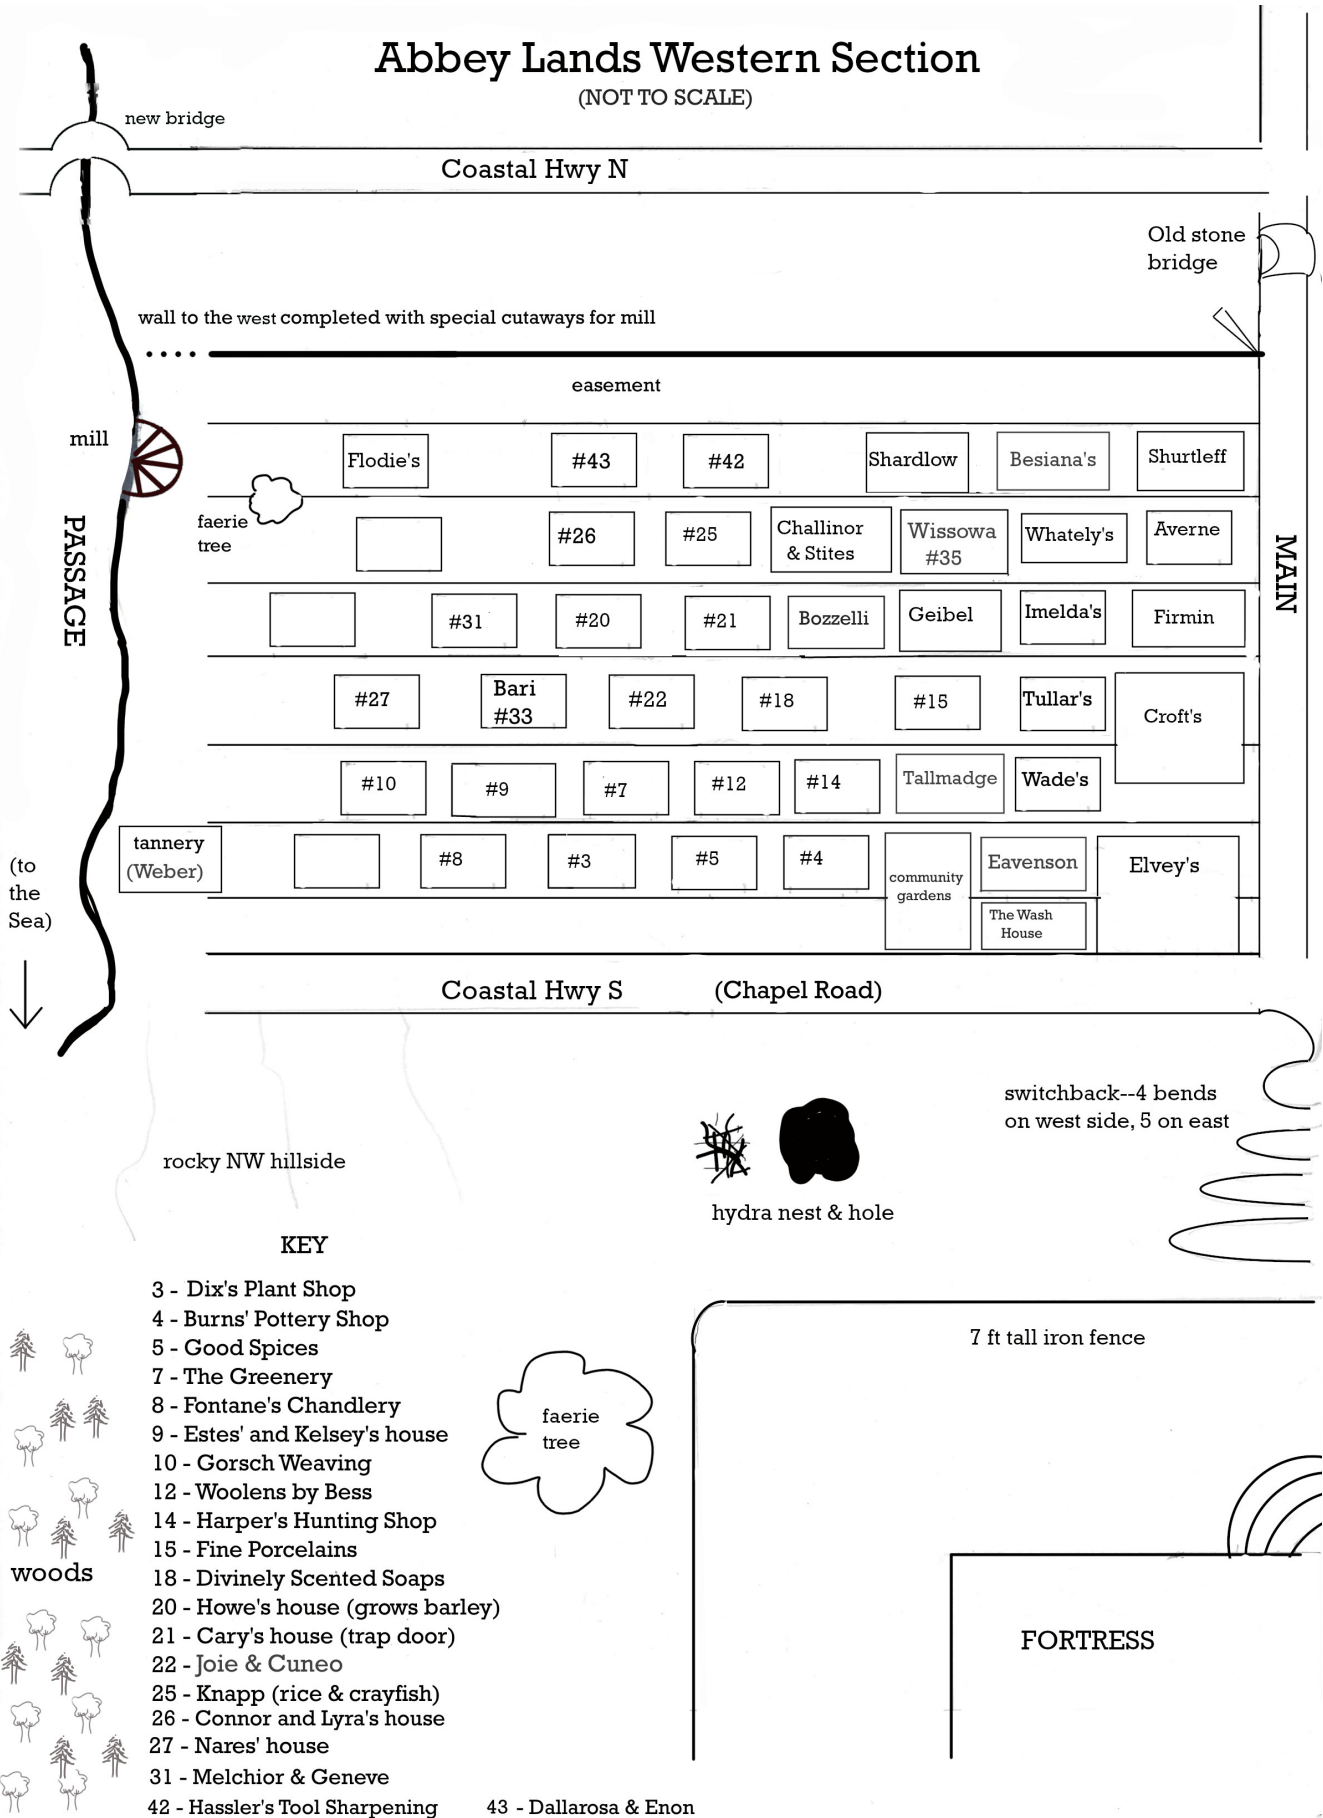 Abbey Lands Western Section
(NOT TO SCALE)
new bridge
Coastal Hwy N
Old stone
bridge
wall to the west completed with special cutaways for mill
easement
mill
Flodie's
#43
#42
Shardlow
Besiana's
Shurtleff
faerie
tree
#26
#25
Challinor
& Stites
Wissowa
#35
Whately's
Averne
PASSAGE
MAIN
#31
#20
#21
Bozzelli
Geibel
Imelda's
Firmin
#27
Bari
#33
#22
#18
#15
Tullar's
Croft's
#10
#9
#7
#12
#14
Tallmadge
Wade's
tannery
(Weber)
#8
#3
#5
#4
community
gardens
Eavenson
The Wash
House
Elvey's
(to
the
Sea)
Coastal Hwy S (Chapel Road)
switchback--4 bends
on west side, 5 on east
rocky NW hillside
hydra nest & hole
KEY
3 - Dix's Plant Shop
4 - Burns' Pottery Shop
5 - Good Spices
7 - The Greenery
8 - Fontane's Chandlery
9 - Estes' and Kelsey's house
10 - Gorsch Weaving
12 - Woolens by Bess
14 - Harper's Hunting Shop
15 - Fine Porcelains
18 - Divinely Scented Soaps
20 - Howe's house (grows barley)
21 - Cary's house (trap door)
22 - Joie & Cuneo
25 - Knapp (rice & crayfish)
26 - Connor and Lyra's house
27 - Nares' house
31 - Melchior & Geneve
42 - Hassler's Tool Sharpening
43 - Dallarosa & Enon
7 ft tall iron fence
faerie
tree
woods
FORTRESS